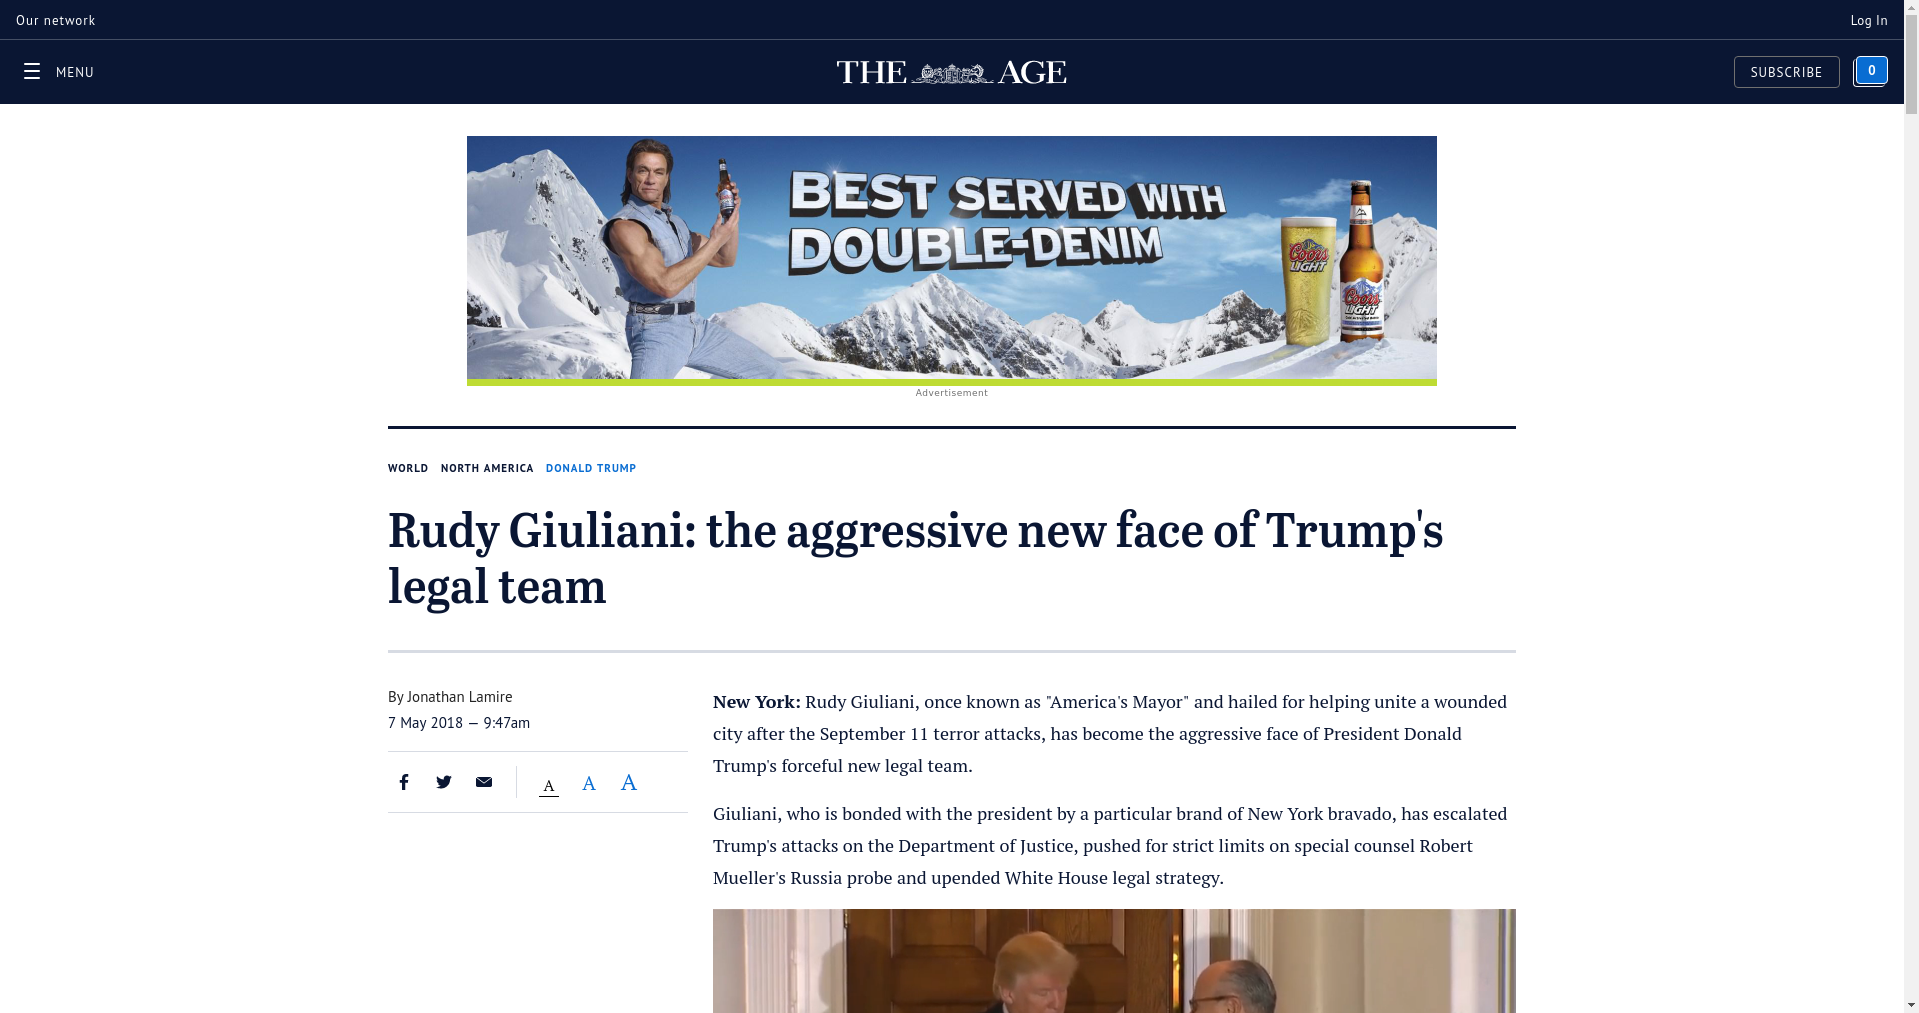 Our network
Log In
MENU
THE AGE
SUBSCRIBE
0
BEST SERVED WITH
DOUBLE-DENIM
Coors
LIGHT
Coors
LIGHT
Advertisement
WORLD NORTH AMERICA DONALD TRUMP
Rudy Giuliani: the aggressive new face of Trump's
legal team
By Jonathan Lamire
7 May 2018 — 9:47am
A A A
New York: Rudy Giuliani, once known as "America's Mayor" and hailed for helping unite a wounded
city after the September 11 terror attacks, has become the aggressive face of President Donald
Trump's forceful new legal team.
Giuliani, who is bonded with the president by a particular brand of New York bravado, has escalated
Trump's attacks on the Department of Justice, pushed for strict limits on special counsel Robert
Mueller's Russia probe and upended White House legal strategy.